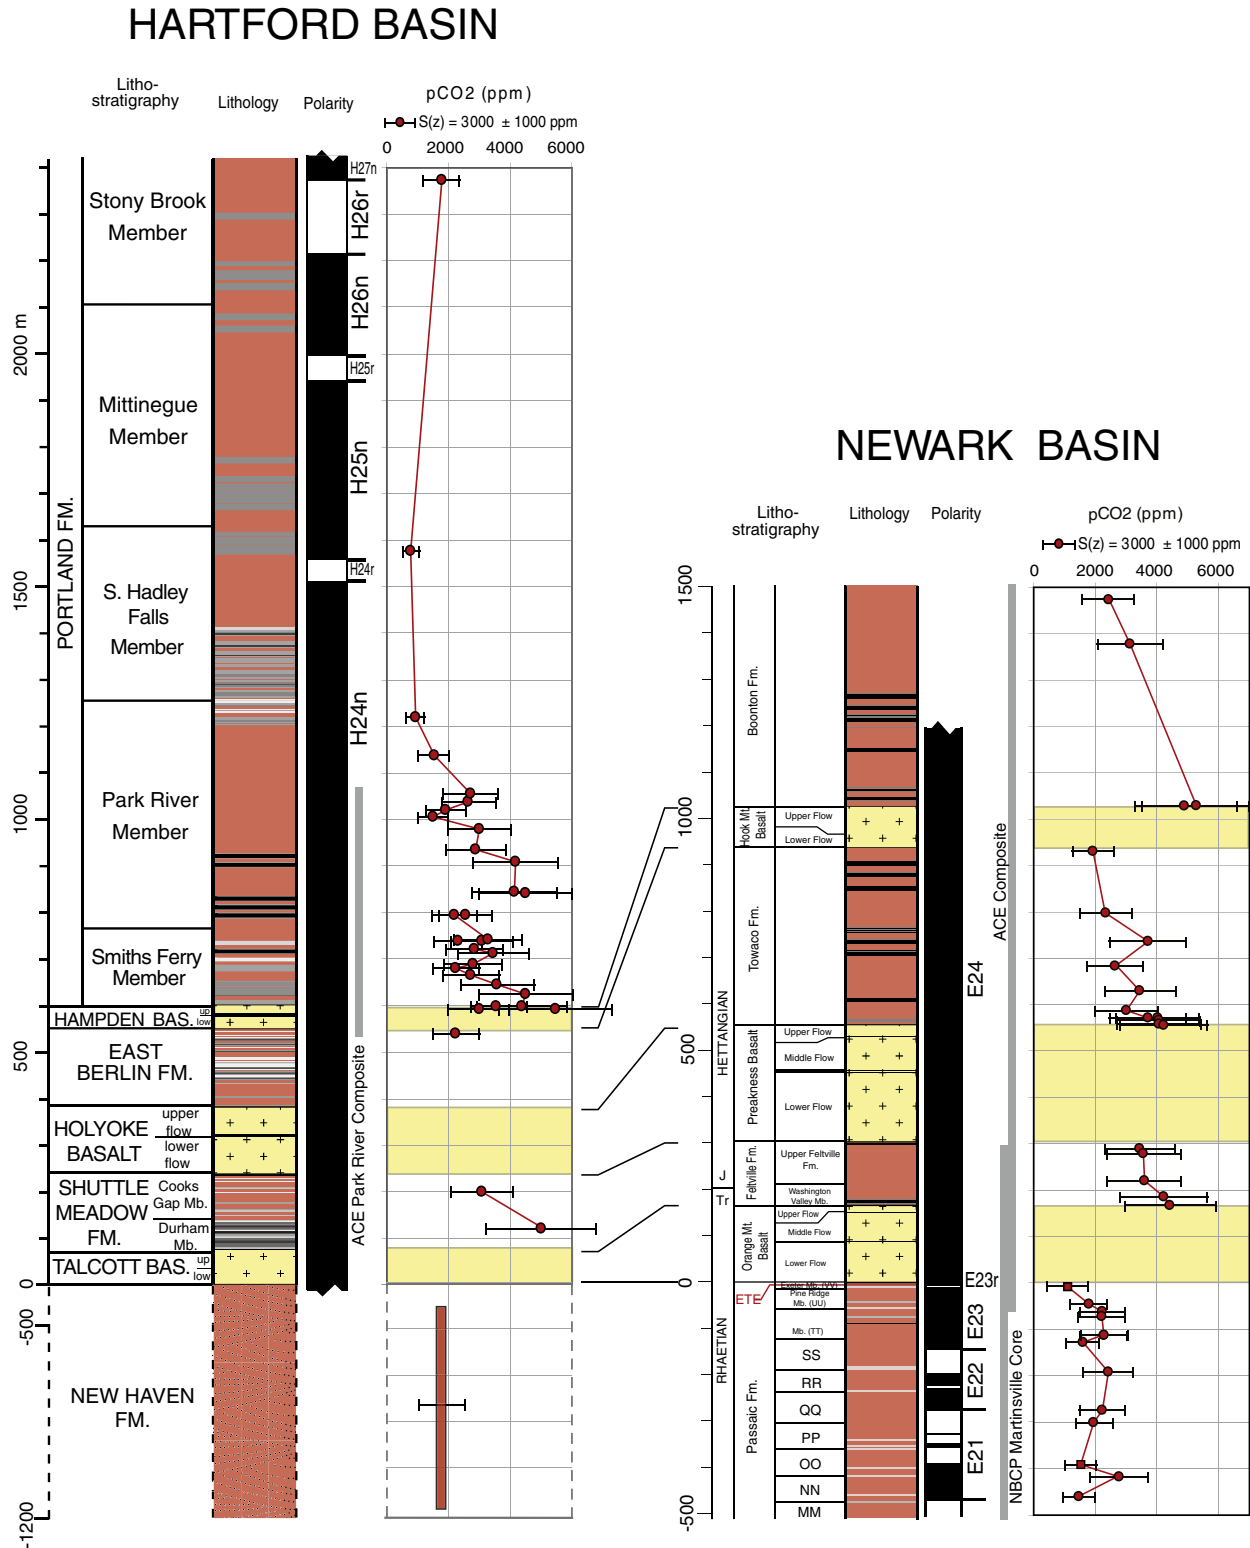 HARTFORD BASIN
Litho-
stratigraphy
Lithology
Polarity
pCO2 (ppm)
S(z) = 3000 ± 1000 ppm
0 2000 4000 6000
2000 m
1500
1000
500
0
-500
-1200
PORTLAND FM.
Stony Brook
Member
Mittinegue
Member
S. Hadley
Falls
Member
Park River
Member
Smiths Ferry
Member
HAMPDEN BAS.
up
low
EAST
BERLIN FM.
HOLYOKE
BASALT
upper
flow
lower
flow
SHUTTLE
MEADOW
FM.
Cooks
Gap Mb.
Durham
Mb.
TALCOTT BAS.
up
low
NEW HAVEN
FM.
H27n
H26r
H26n
H25r
H25n
H24r
H24n
ACE Park River Composite
NEWARK BASIN
Litho-
stratigraphy
Lithology
Polarity
pCO2 (ppm)
S(z) = 3000 ± 1000 ppm
0 2000 4000 6000
1500
1000
500
0
-500
HETTANGIAN
J
Tr
RHAETIAN
ETE
Boonton Fm.
Hook Mt.
Basalt
Upper Flow
Lower Flow
Towaco Fm.
Preakness Basalt
Upper Flow
Middle Flow
Lower Flow
Feltville Fm.
Upper Feltville
Fm.
Washington
Valley Mb.
Orange Mt.
Basalt
Upper Flow
Middle Flow
Lower Flow
Passaic Fm.
Exeter Mb. (VV)
Pine Ridge
Mb. (UU)
Mb. (TT)
SS
RR
QQ
PP
OO
NN
MM
E24
E23r
E23
E22
E21
ACE Composite
NBCP Martinsville Core